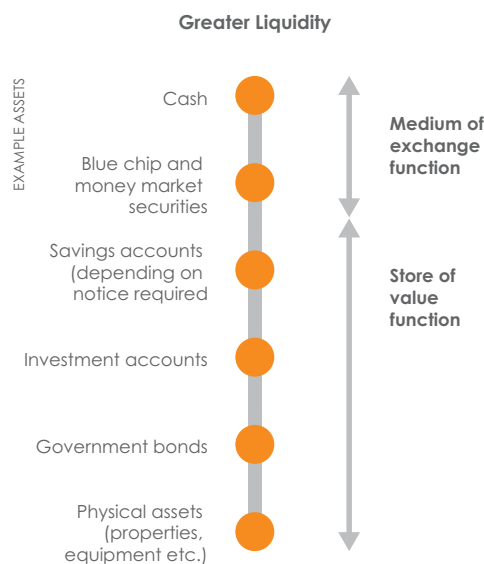 Greater Liquidity
EXAMPLE ASSETS
Cash
Blue chip and
money market
securities
Savings accounts
(depending on
notice required
Investment accounts
Government bonds
Physical assets
(properties,
equipment etc.)
Medium of
exchange
function
Store of
value
function